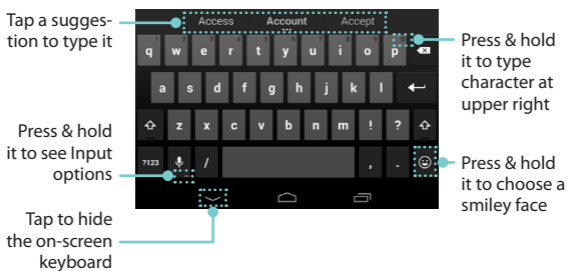 Tap a sugges-
tion to type it
Access Account Accept
q w e r t y u i o p
a s d f g h j k l
z x c v b n m ! ?
?123 / , .
Press & hold
it to type
character at
upper right
Press & hold
it to see Input
options
Press & hold
it to choose a
smiley face
Tap to hide
the on-screen
keyboard